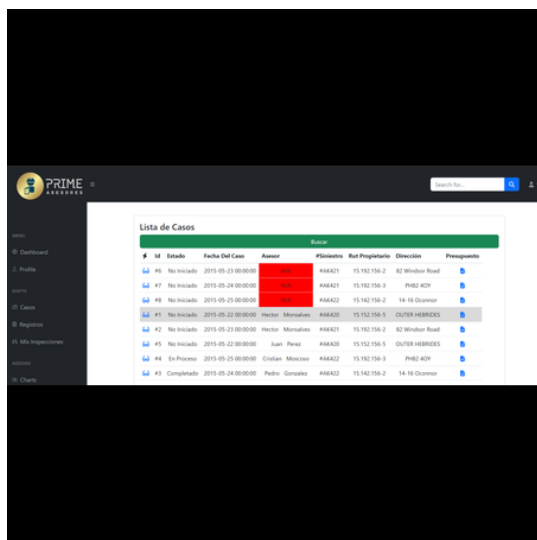 PRIME
ASESORES
Search for...
MENU
Dashboard
Profile
Casos
Registros
Mis Inspecciones
Charts
Lista de Casos
Buscar
Id Estado Fecha Del Caso Asesor #Siniestro Rut Propietario Dirección Presupuesto
#6 No Iniciado 2015-05-23 00:00:00 #AK421 15.192.156-2 82 Windsor Road
#7 No Iniciado 2015-05-24 00:00:00 #AK421 15.192.156-3 PH82 4OY
#8 No Iniciado 2015-05-25 00:00:00 #AK422 15.142.156-2 14-16 Oconnor
#1 No Iniciado 2015-05-22 00:00:00 Hector Monsalves #AK420 15.152.156-5 OUTER HEBRIDES
#2 No Iniciado 2015-05-23 00:00:00 Hector Monsalves #AK421 15.192.156-2 82 Windsor Road
#5 No Iniciado 2015-05-22 00:00:00 Juan Perez #AK420 15.152.156-5 OUTER HEBRIDES
#4 En Proceso 2015-05-25 00:00:00 Cristian Moscoso #AK422 15.192.156-3 PH82 4OY
#3 Completado 2015-05-24 00:00:00 Pedro Gonzalez #AK422 15.142.156-2 14-16 Oconnor